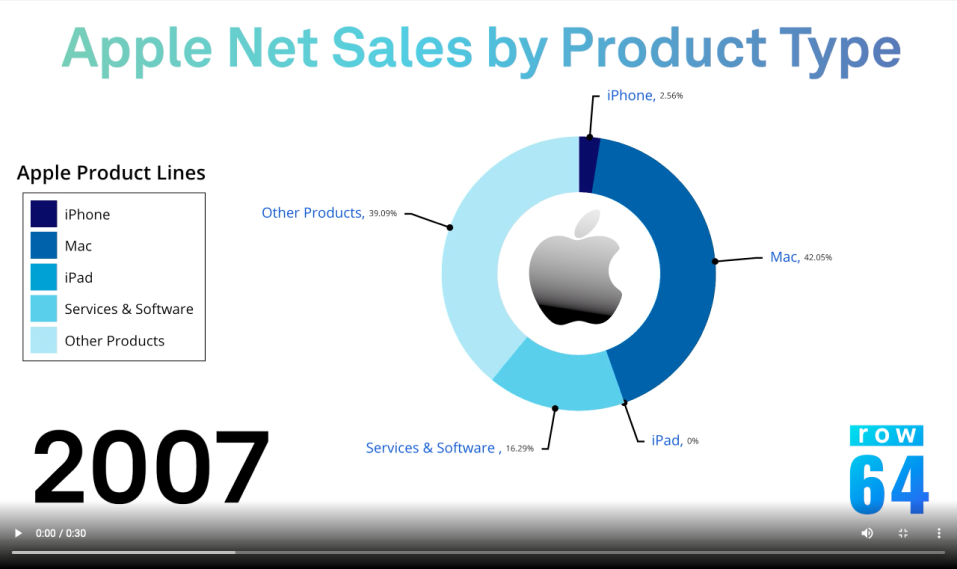 Apple Net Sales by Product Type
iPhone, 2.56%
Apple Product Lines
iPhone
Mac
iPad
Services & Software
Other Products
Other Products, 39.09%
Mac, 42.05%
Services & Software , 16.29%
iPad, 0%
2007
row
64
0:00 / 0:30